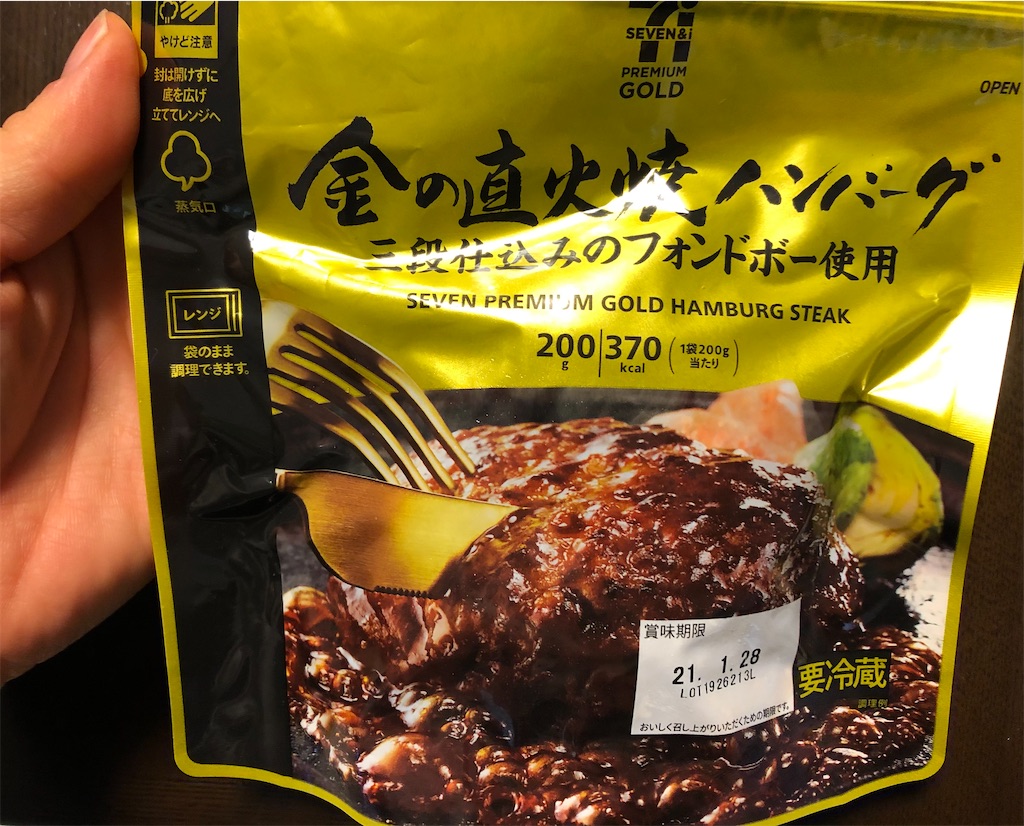 やけど注意
封は開けずに
底を広げ
立ててレンジへ
蒸気口
レンジ
袋のまま
調理できます。
7i
SEVEN&i
PREMIUM
GOLD
OPEN
金の直火焼ハンバーグ
三段仕込みのフォンドボー使用
SEVEN PREMIUM GOLD HAMBURG STEAK
200g 370kcal (1袋200g当たり)
賞味期限
21. 1.28
LOT1926213L
おいしく召し上がりいただくための期限です。
要冷蔵
調理例